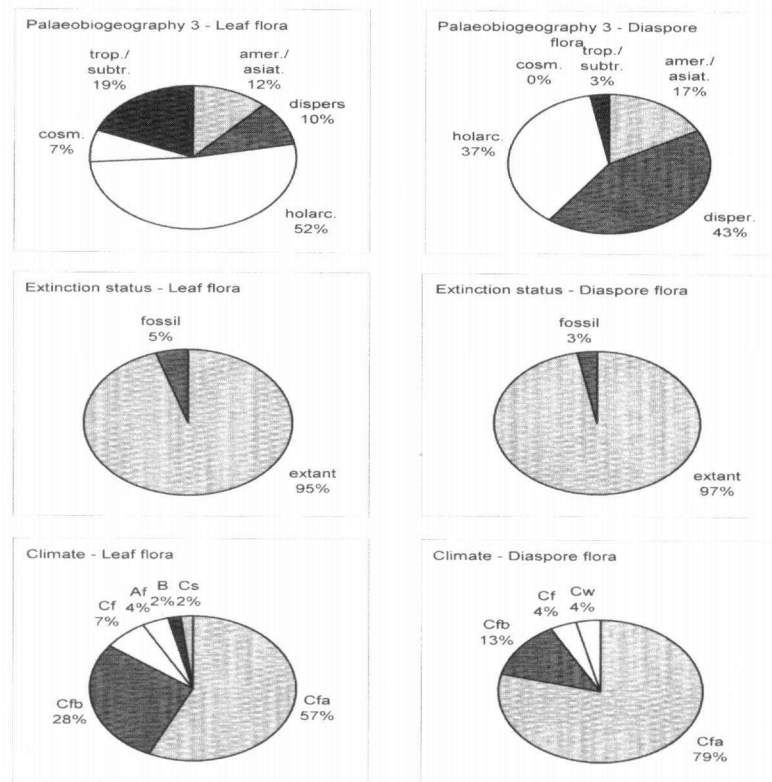 Palaeobiogeography 3 - Leaf flora
trop./
subtr.
19%
amer./
asiat.
12%
dispers
10%
cosm.
7%
holarc.
52%
Palaeobiogeography 3 - Diaspore
flora
trop./
subtr.
3%
cosm.
0%
amer./
asiat.
17%
holarc.
37%
disper.
43%
Extinction status - Leaf flora
fossil
5%
extant
95%
Extinction status - Diaspore flora
fossil
3%
extant
97%
Climate - Leaf flora
Cf
7%
Af
4%
B
2%
Cs
2%
Cfb
28%
Cfa
57%
Climate - Diaspore flora
Cfb
13%
Cf
4%
Cw
4%
Cfa
79%